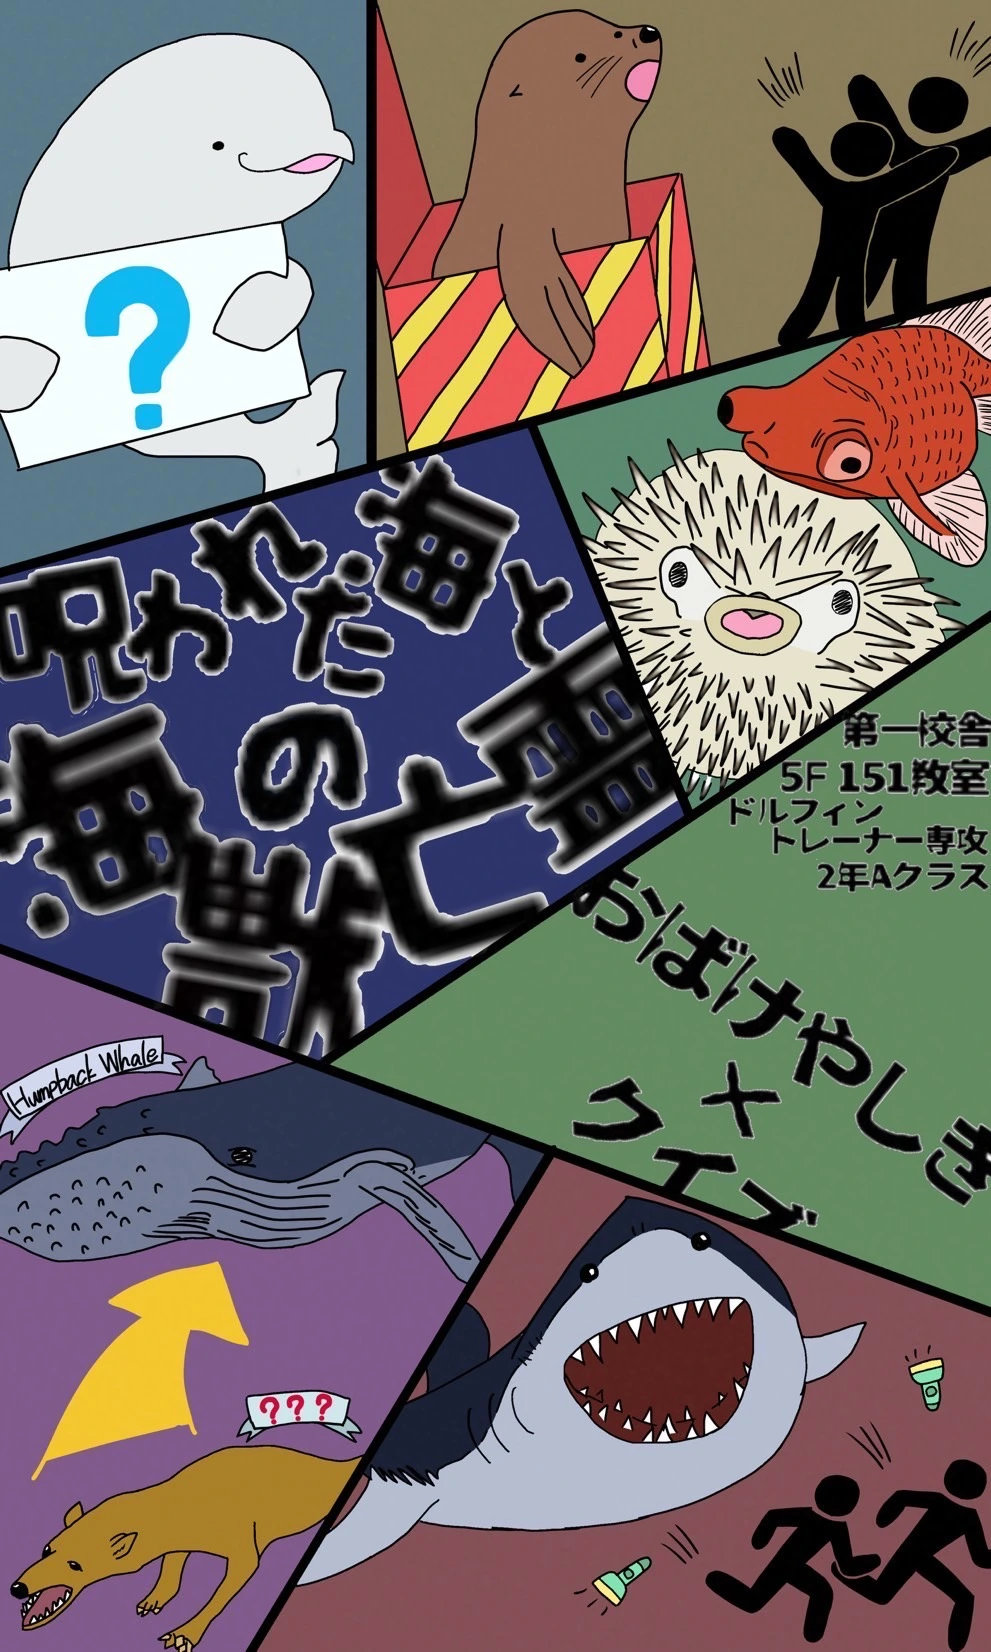 ?
呪われた海と
海獣の亡霊
第一校舎
5F 151教室
ドルフィン
トレーナー専攻
2年Aクラス
おばけやしき
×
クイズ
Humpback Whale
???